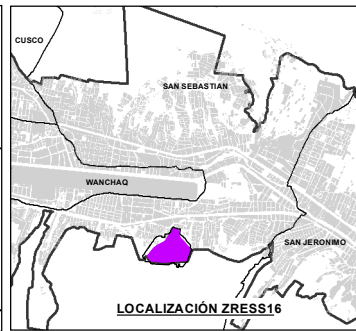 CUSCO
SAN SEBASTIAN
WANCHAQ
SAN JERONIMO
LOCALIZACIÓN ZRESS16